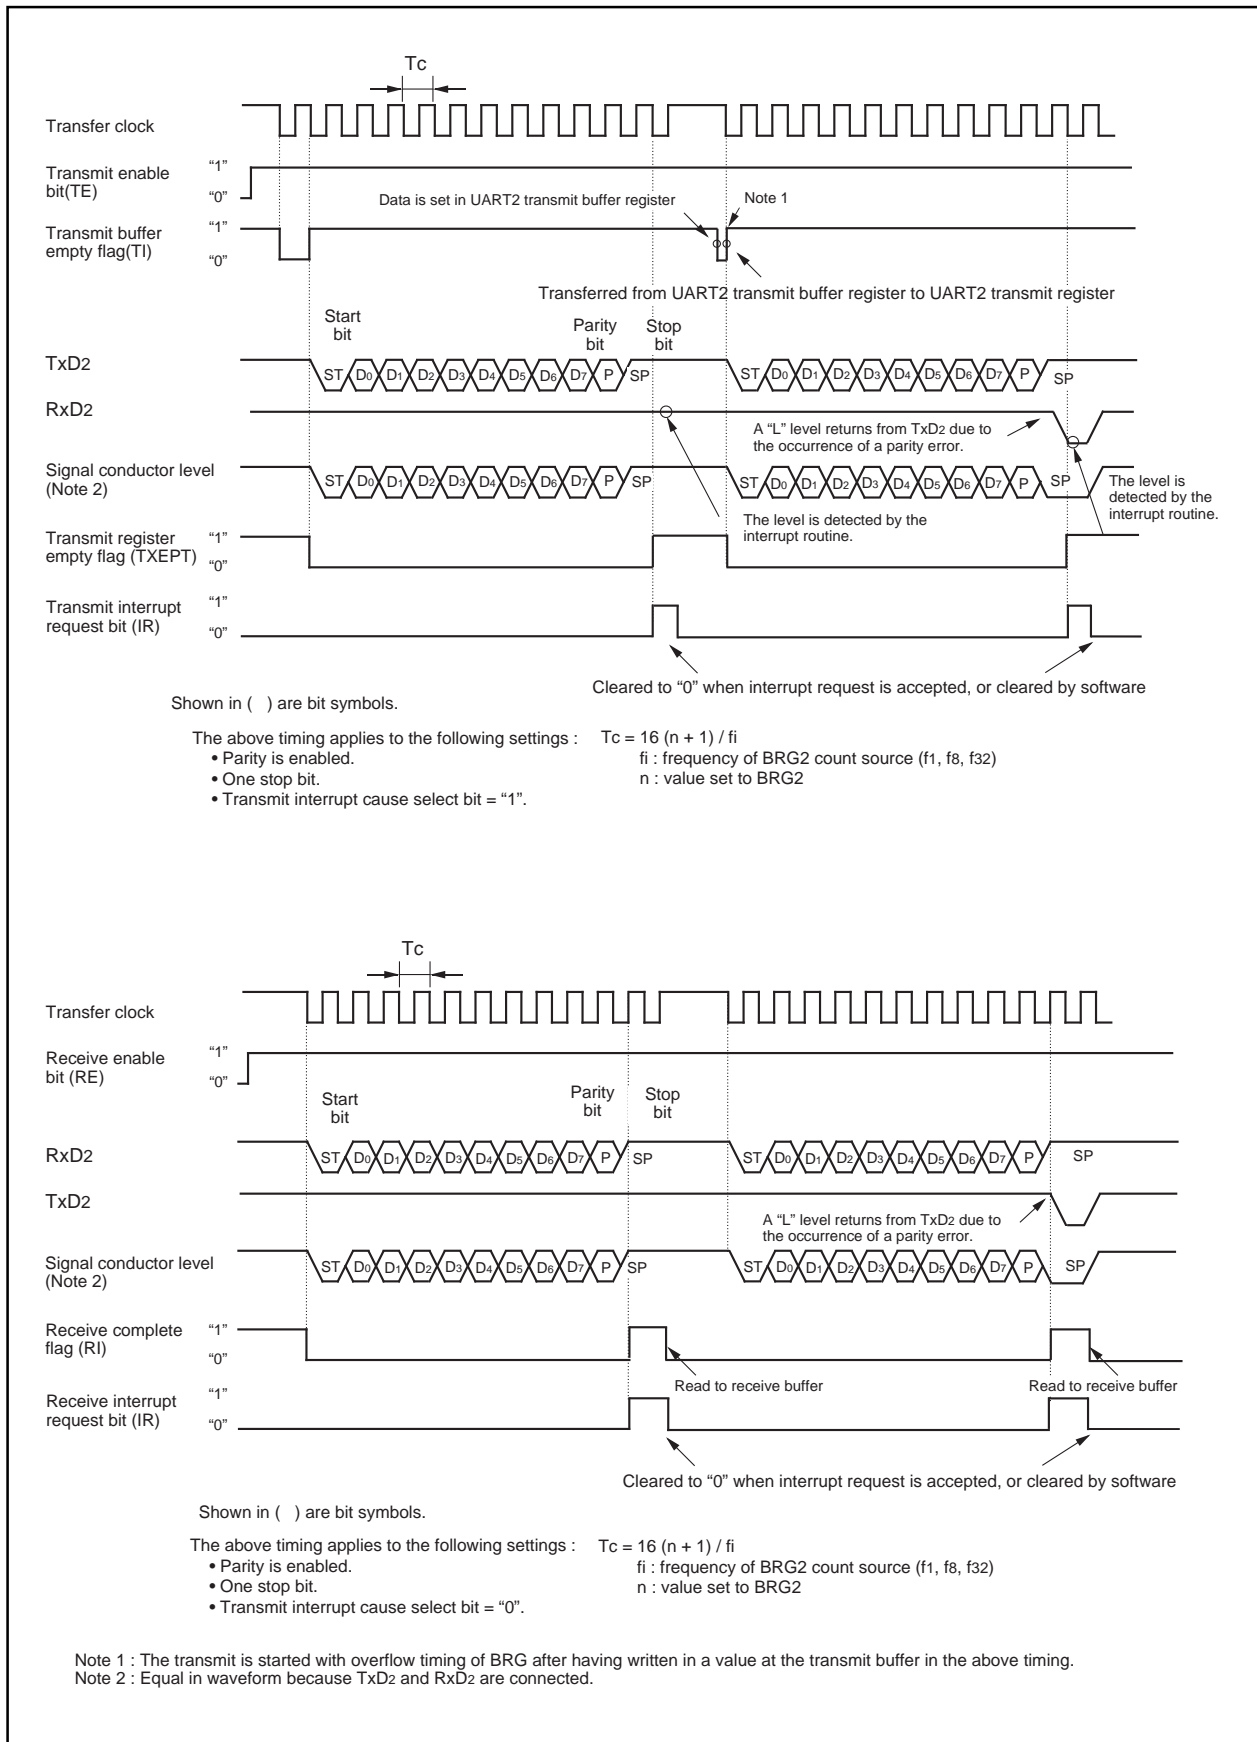 Tc
Transfer clock
Transmit enable
bit(TE)
“1”
“0”
Data is set in UART2 transmit buffer register
Note 1
Transmit buffer
empty flag(TI)
“1”
“0”
Transferred from UART2 transmit buffer register to UART2 transmit register
Start
bit
Parity
bit
Stop
bit
TxD2
ST D0 D1 D2 D3 D4 D5 D6 D7 P SP
ST D0 D1 D2 D3 D4 D5 D6 D7 P SP
RxD2
A “L” level returns from TxD2 due to
the occurrence of a parity error.
Signal conductor level
(Note 2)
ST D0 D1 D2 D3 D4 D5 D6 D7 P SP
ST D0 D1 D2 D3 D4 D5 D6 D7 P SP
The level is detected by the
interrupt routine.
The level is detected by the
interrupt routine.
Transmit register
empty flag (TXEPT)
“1”
“0”
Transmit interrupt
request bit (IR)
“1”
“0”
Cleared to “0” when interrupt request is accepted, or cleared by software
Shown in ( ) are bit symbols.
The above timing applies to the following settings :
• Parity is enabled.
• One stop bit.
• Transmit interrupt cause select bit = “1”.
Tc = 16 (n + 1) / fi
fi : frequency of BRG2 count source (f1, f8, f32)
n : value set to BRG2
Tc
Transfer clock
Receive enable
bit (RE)
“1”
“0”
Start
bit
Parity
bit
Stop
bit
RxD2
ST D0 D1 D2 D3 D4 D5 D6 D7 P SP
ST D0 D1 D2 D3 D4 D5 D6 D7 P SP
TxD2
A “L” level returns from TxD2 due to
the occurrence of a parity error.
Signal conductor level
(Note 2)
ST D0 D1 D2 D3 D4 D5 D6 D7 P SP
ST D0 D1 D2 D3 D4 D5 D6 D7 P SP
Receive complete
flag (RI)
“1”
“0”
Read to receive buffer
Read to receive buffer
Receive interrupt
request bit (IR)
“1”
“0”
Cleared to “0” when interrupt request is accepted, or cleared by software
Shown in ( ) are bit symbols.
The above timing applies to the following settings :
• Parity is enabled.
• One stop bit.
• Transmit interrupt cause select bit = “0”.
Tc = 16 (n + 1) / fi
fi : frequency of BRG2 count source (f1, f8, f32)
n : value set to BRG2
Note 1 : The transmit is started with overflow timing of BRG after having written in a value at the transmit buffer in the above timing.
Note 2 : Equal in waveform because TxD2 and RxD2 are connected.